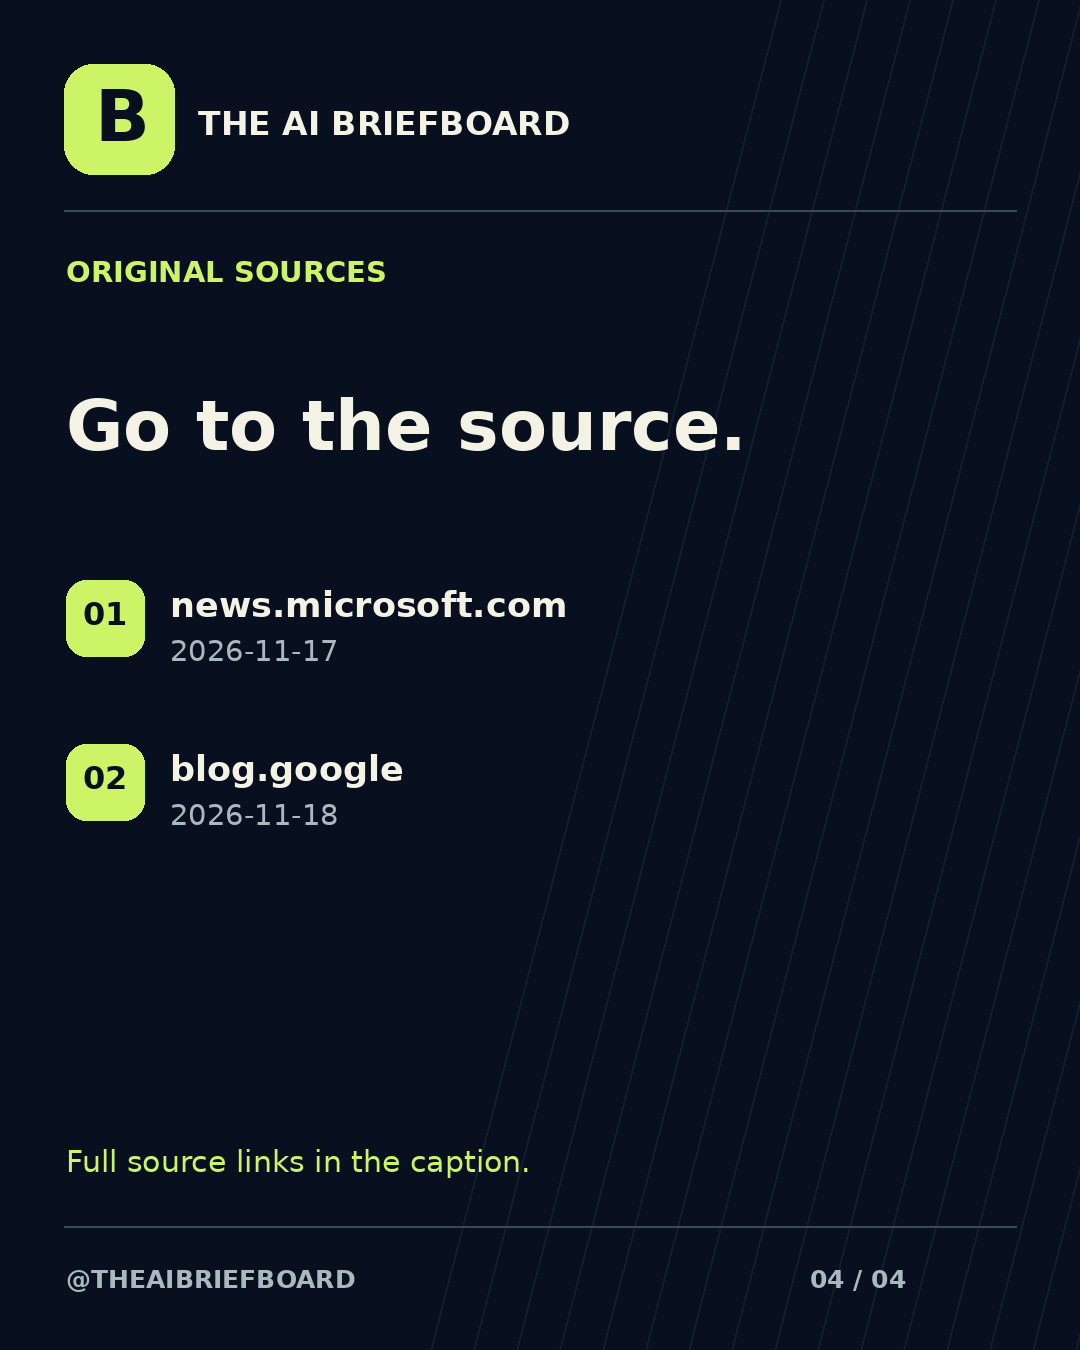 B
THE AI BRIEFBOARD
ORIGINAL SOURCES
Go to the source.
01
news.microsoft.com
2026-11-17
02
blog.google
2026-11-18
Full source links in the caption.
@THEAIBRIEFBOARD
04 / 04